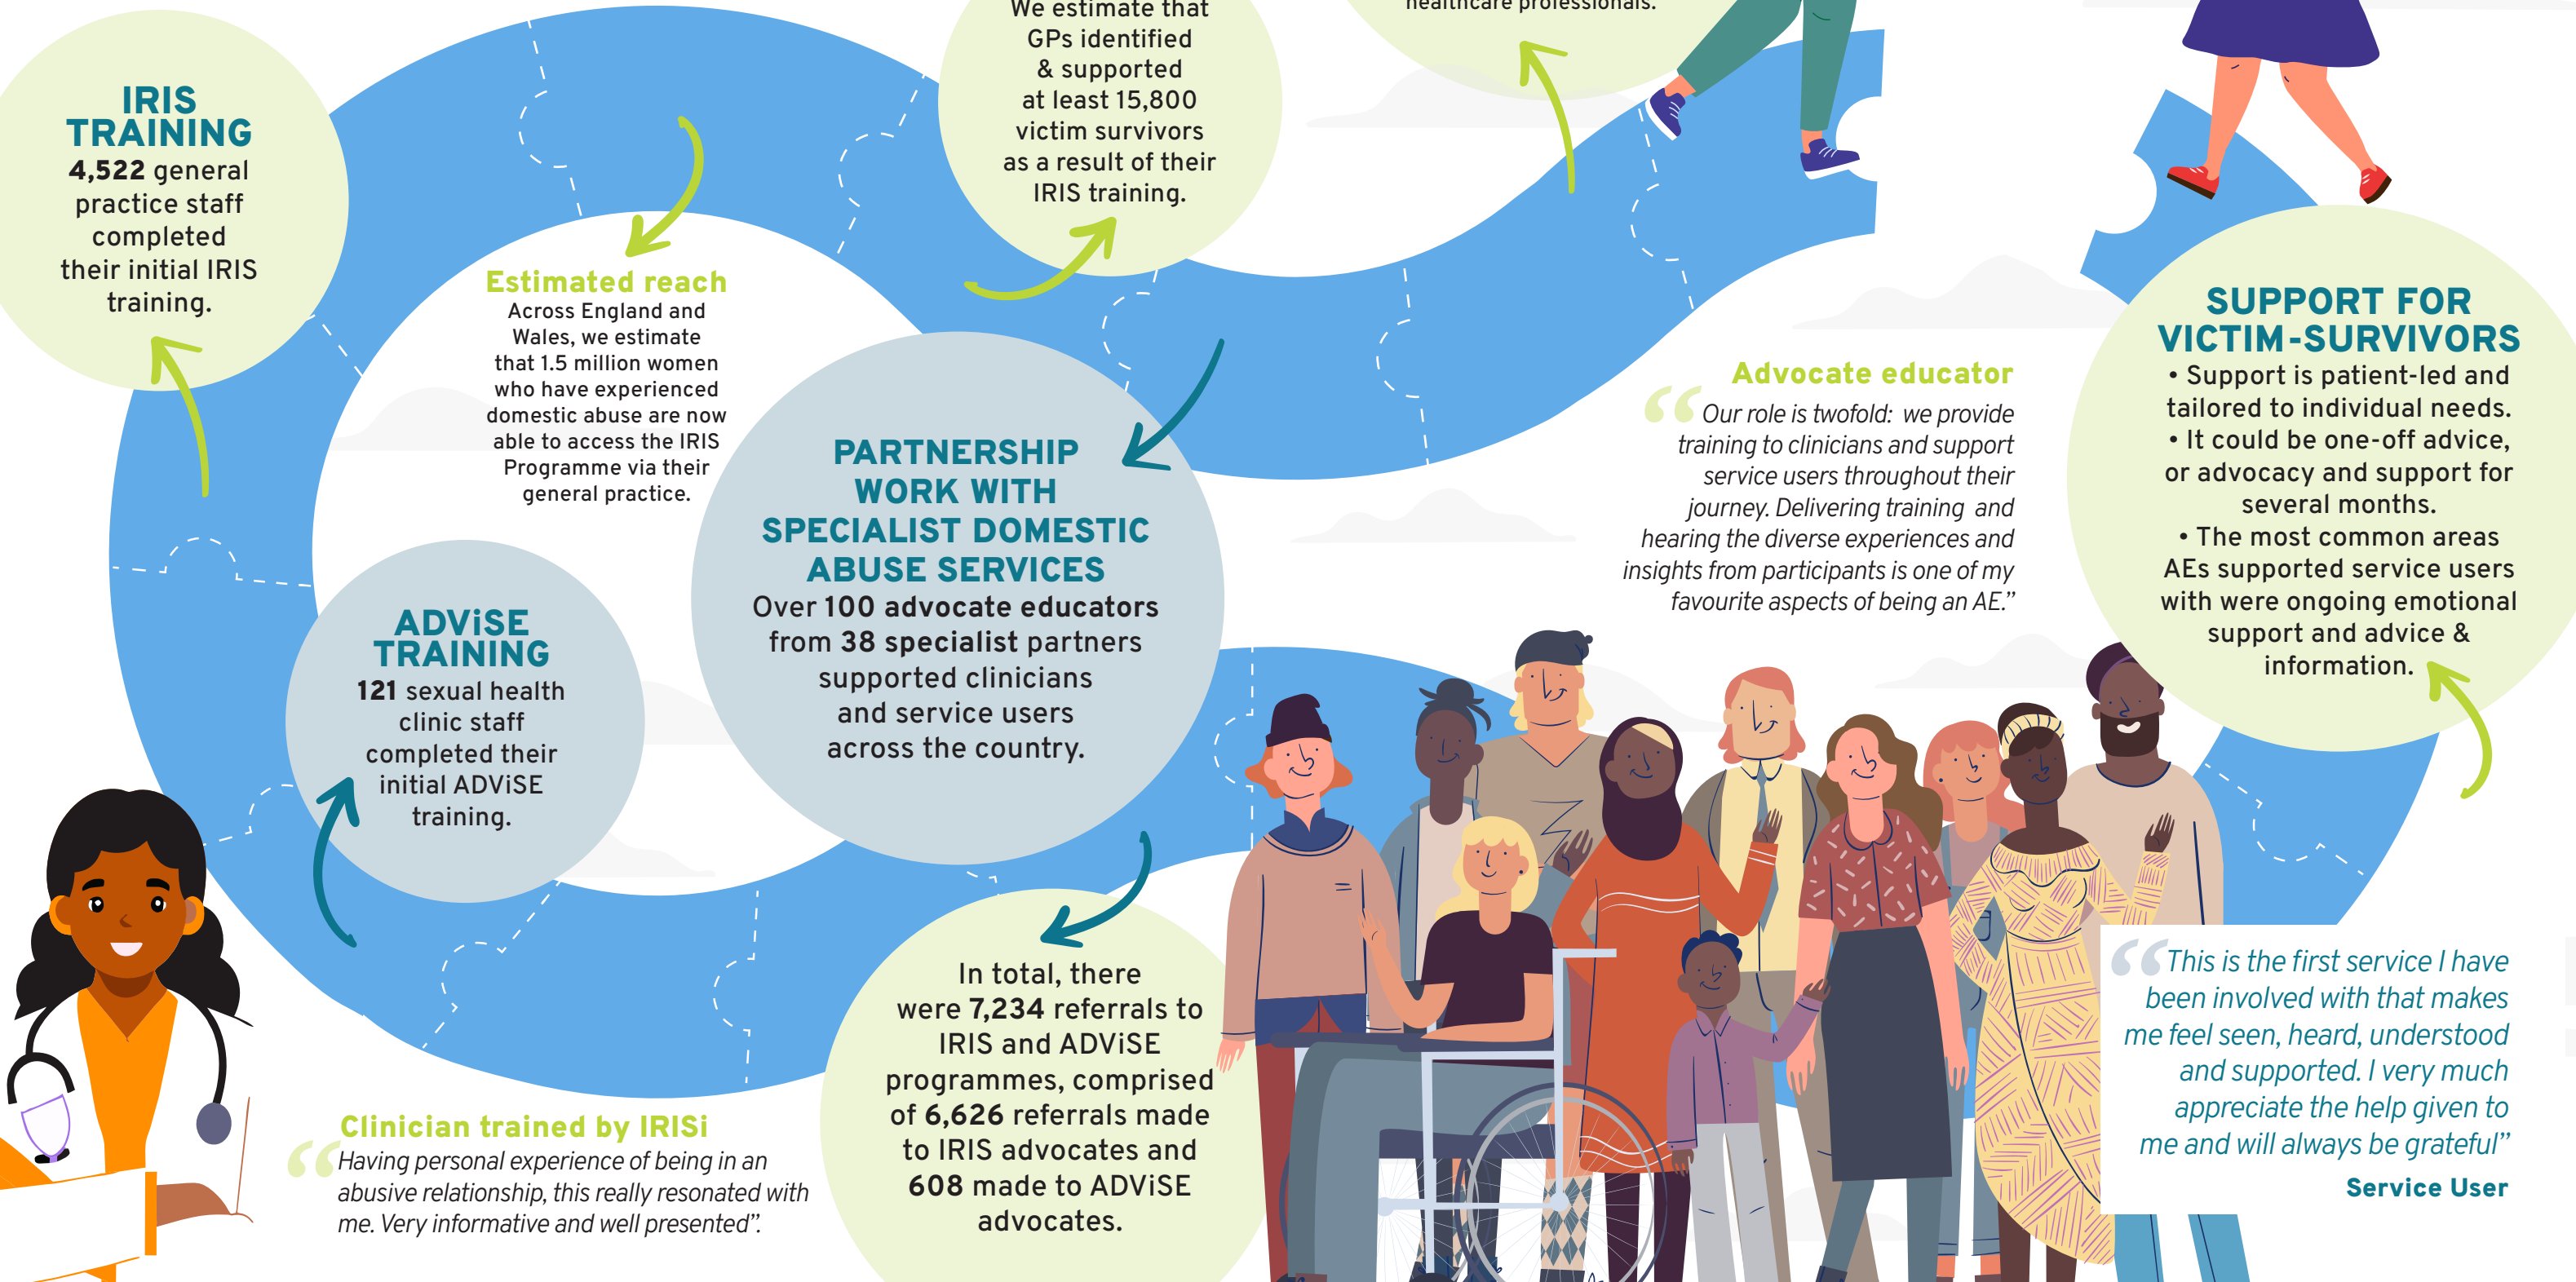 We estimate that
GPs identified
& supported
at least 15,800
victim survivors
as a result of their
IRIS training.
healthcare professionals.
IRIS
TRAINING
4,522 general
practice staff
completed
their initial IRIS
training.
Estimated reach
Across England and
Wales, we estimate
that 1.5 million women
who have experienced
domestic abuse are now
able to access the IRIS
Programme via their
general practice.
PARTNERSHIP
WORK WITH
SPECIALIST DOMESTIC
ABUSE SERVICES
Over 100 advocate educators
from 38 specialist partners
supported clinicians
and service users
across the country.
Advocate educator
“Our role is twofold: we provide
training to clinicians and support
service users throughout their
journey. Delivering training and
hearing the diverse experiences and
insights from participants is one of my
favourite aspects of being an AE.”
SUPPORT FOR
VICTIM-SURVIVORS
• Support is patient-led and
tailored to individual needs.
• It could be one-off advice,
or advocacy and support for
several months.
• The most common areas
AEs supported service users
with were ongoing emotional
support and advice &
information.
ADViSE
TRAINING
121 sexual health
clinic staff
completed their
initial ADViSE
training.
In total, there
were 7,234 referrals to
IRIS and ADViSE
programmes, comprised
of 6,626 referrals made
to IRIS advocates and
608 made to ADViSE
advocates.
Clinician trained by IRISi
“Having personal experience of being in an
abusive relationship, this really resonated with
me. Very informative and well presented”.
“This is the first service I have
been involved with that makes
me feel seen, heard, understood
and supported. I very much
appreciate the help given to
me and will always be grateful”
Service User